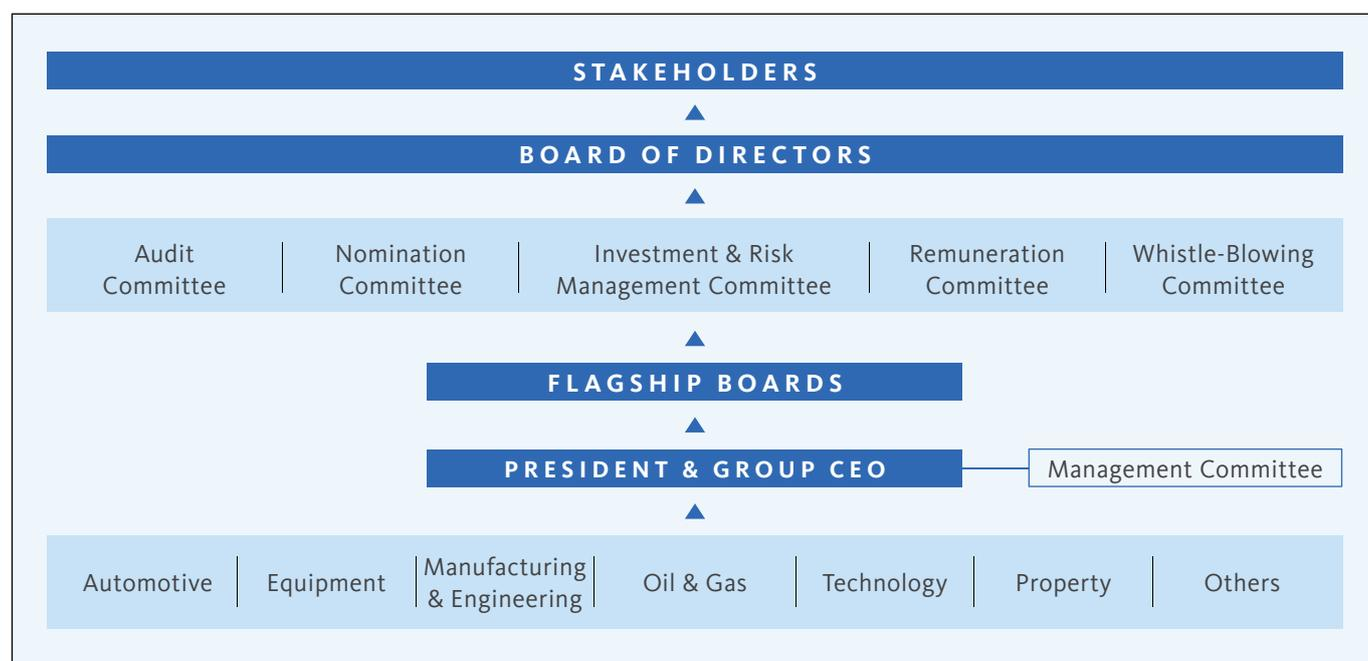 STAKEHOLDERS
BOARD OF DIRECTORS
Audit
Committee
Nomination
Committee
Investment & Risk
Management Committee
Remuneration
Committee
Whistle-Blowing
Committee
FLAGSHIP BOARDS
PRESIDENT & GROUP CEO
Management Committee
Automotive
Equipment
Manufacturing
& Engineering
Oil & Gas
Technology
Property
Others